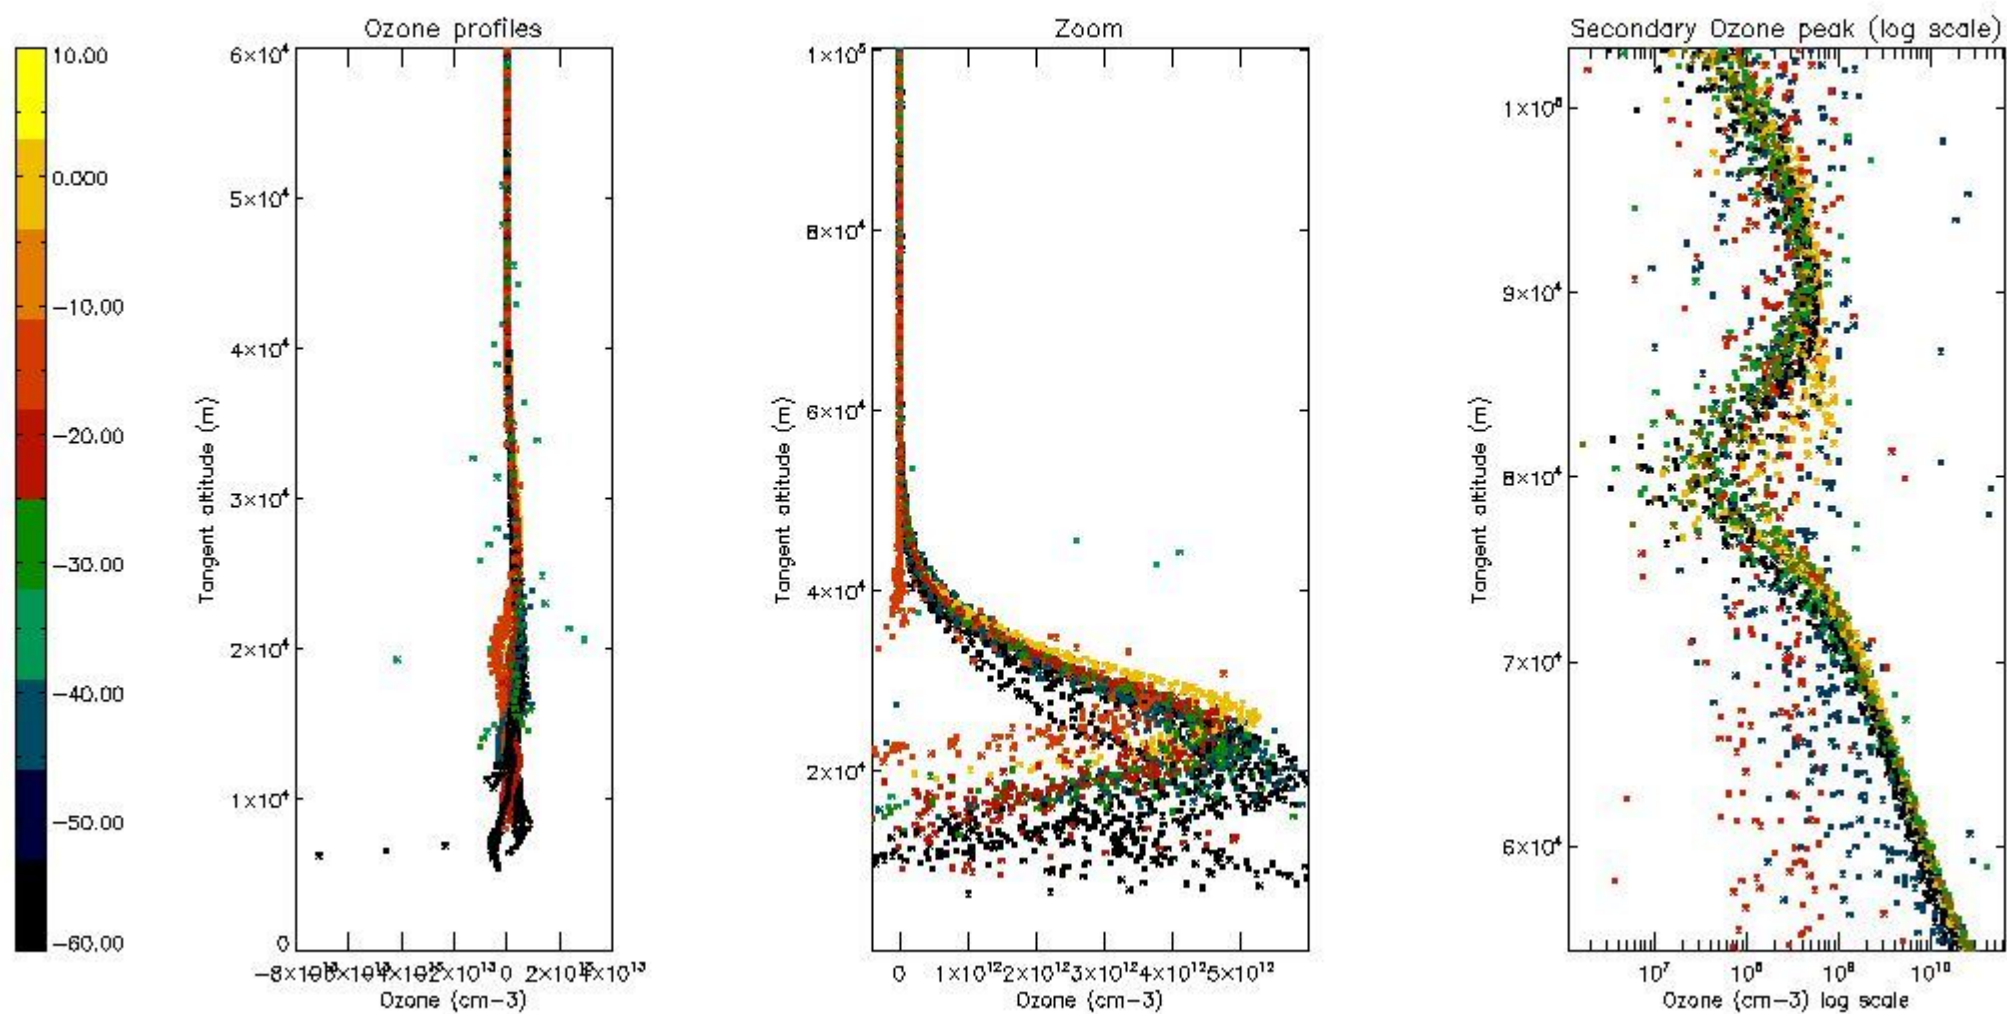 Ozone profiles
Zoom
Secondary Ozone peak (log scale)
10.00
0.000
−10.00
−20.00
−30.00
−40.00
−50.00
−60.00
6×10⁴
5×10⁴
4×10⁴
3×10⁴
2×10⁴
1×10⁴
0
Tangent altitude (m)
0
Ozone (cm−3)
1×10⁵
8×10⁴
6×10⁴
4×10⁴
2×10⁴
Tangent altitude (m)
0 1×10¹² 2×10¹² 3×10¹² 4×10¹² 5×10¹²
Ozone (cm−3)
1×10⁵
9×10⁴
8×10⁴
7×10⁴
6×10⁴
Tangent altitude (m)
10⁷ 10⁸ 10⁹ 10¹⁰
Ozone (cm−3) log scale